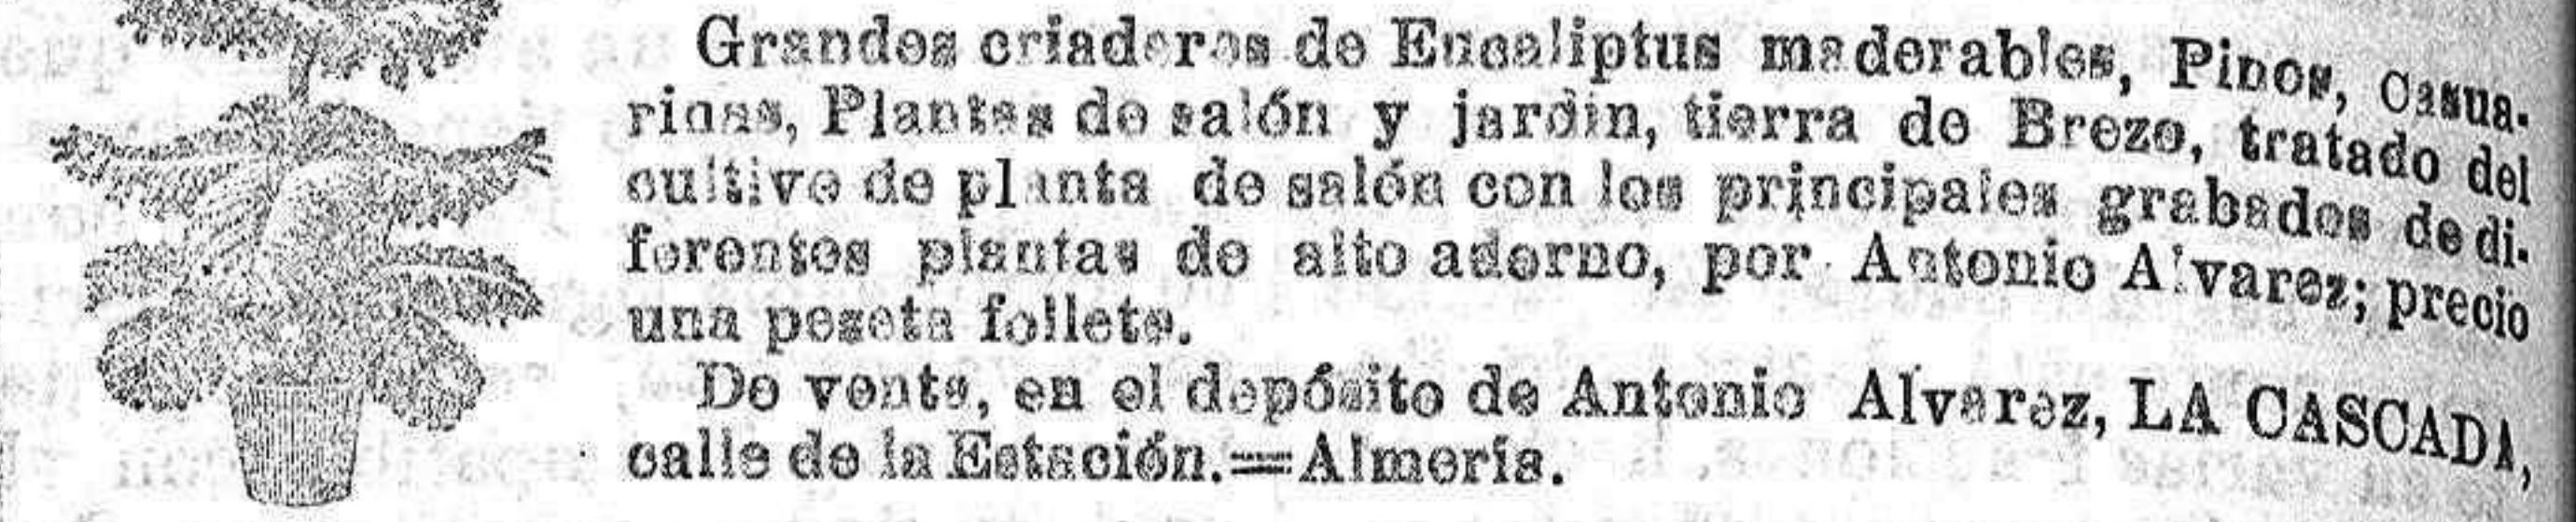 Grandes criaderos de Eucaliptus maderables, Pinos, Casua-
rinas, Plantas de salón y jardin, tierra de Brezo, tratado del
cultivo de planta de salón con los principales grabados de di-
ferentes plantas de alto adorno, por Antonio Alvarez; precio
una peseta folleto.
De venta, en el depósito de Antonio Alvarez, LA CASCADA,
calle de la Estación.=Almería.